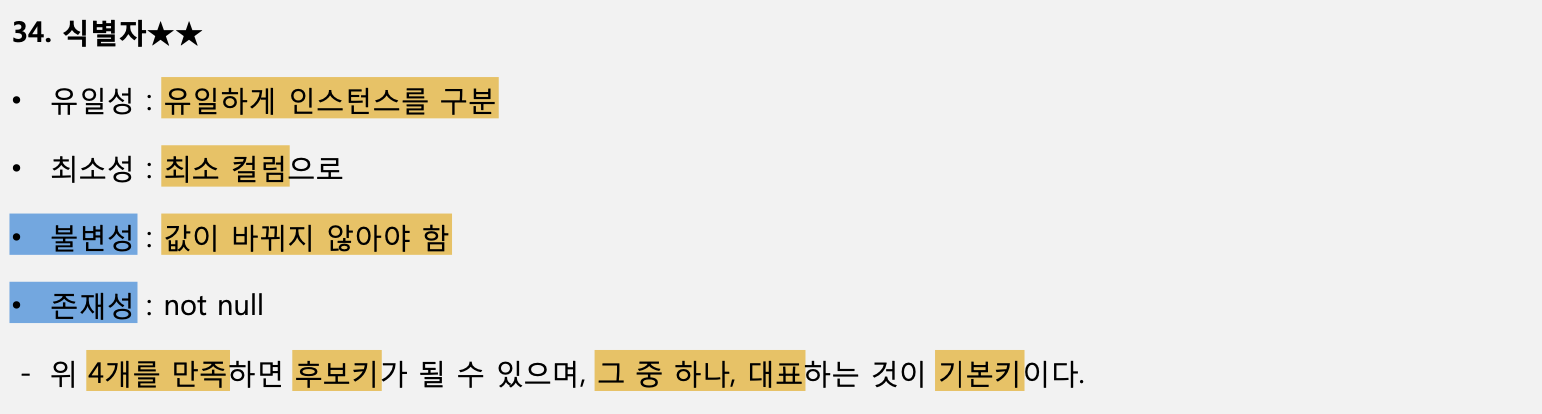 34. 식별자★★
• 유일성 : 유일하게 인스턴스를 구분
• 최소성 : 최소 컬럼으로
• 불변성 : 값이 바뀌지 않아야 함
• 존재성 : not null
- 위 4개를 만족하면 후보키가 될 수 있으며, 그 중 하나, 대표하는 것이 기본키이다.